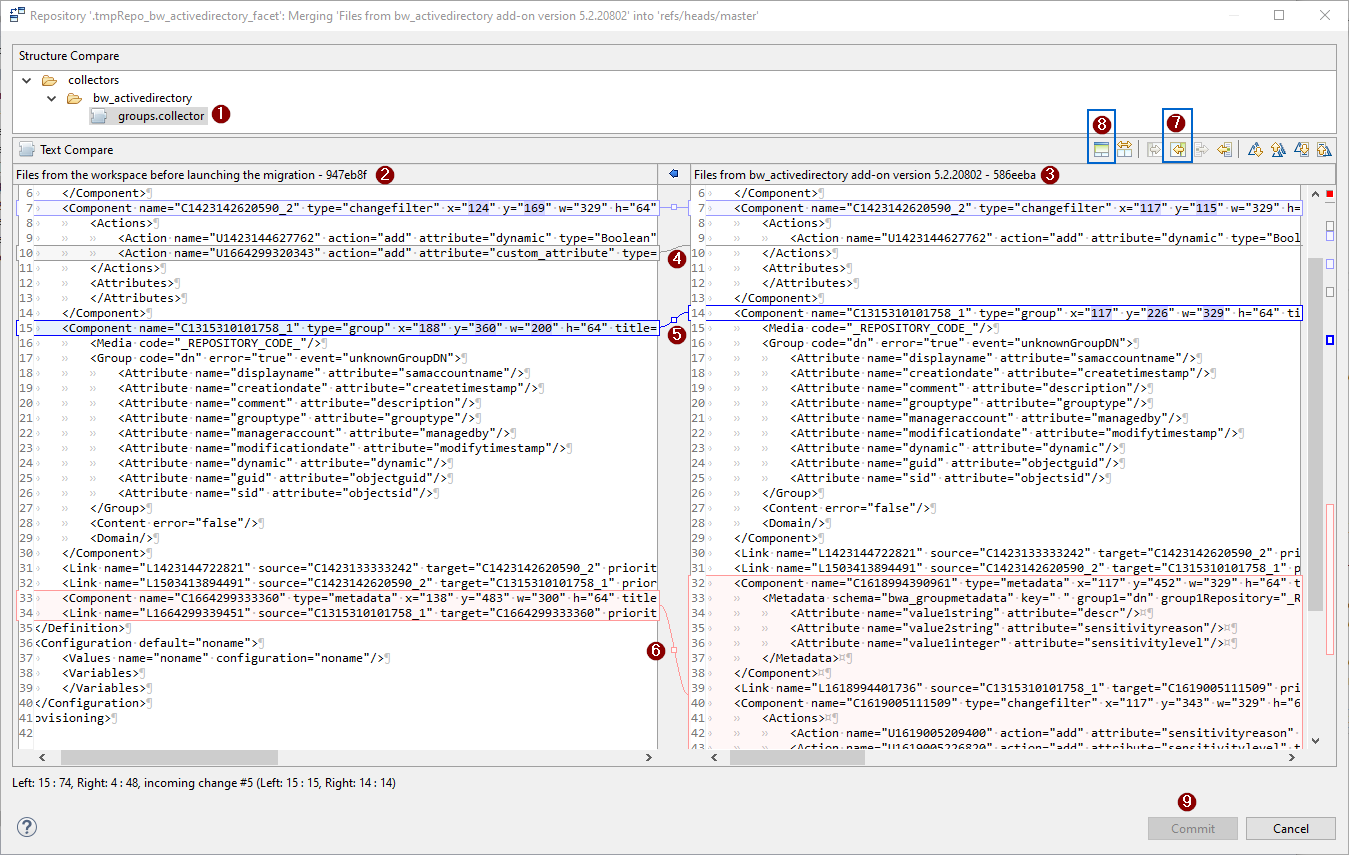 Repository '.tmpRepo_bw_activedirectory_facet': Merging 'Files from bw_activedirectory add-on version 5.2.20802' into 'refs/heads/master'
Structure Compare
collectors
bw_activedirectory
groups.collector 1
8 7
Text Compare
Files from the workspace before launching the migration - 947eb8f 2
6 </Component>¶
7 <Component·name="C1423142620590_2"·type="changefilter"·x="124"·y="169"·w="329"·h="64"
8 » » <Actions>¶
9 » » » <Action·name="U1423144627762"·action="add"·attribute="dynamic"·type="Boolean"
10 » » » <Action·name="U1664299320343"·action="add"·attribute="custom_attribute"·type=
11 » » </Actions>¶
12 » » <Attributes>¶
13 » » </Attributes>¶
14 </Component>¶
15 <Component·name="C1315310101758_1"·type="group"·x="188"·y="360"·w="200"·h="64"·title=
16 » » <Media·code="_REPOSITORY_CODE_"/>¶
17 » » <Group·code="dn"·error="true"·event="unknownGroupDN">¶
18 » » » <Attribute·name="displayname"·attribute="samaccountname"/>¶
19 » » » <Attribute·name="creationdate"·attribute="createtimestamp"/>¶
20 » » » <Attribute·name="comment"·attribute="description"/>¶
21 » » » <Attribute·name="grouptype"·attribute="grouptype"/>¶
22 » » » <Attribute·name="manageraccount"·attribute="managedby"/>¶
23 » » » <Attribute·name="modificationdate"·attribute="modifytimestamp"/>¶
24 » » » <Attribute·name="dynamic"·attribute="dynamic"/>¶
25 » » » <Attribute·name="guid"·attribute="objectguid"/>¶
26 » » » <Attribute·name="sid"·attribute="objectsid"/>¶
27 » » </Group>¶
28 » » <Content·error="false"/>¶
29 » » <Domain/>¶
30 </Component>¶
31 <Link·name="L1423144722821"·source="C1423133333242"·target="C1423142620590_2"·priorit
32 <Link·name="L1503413894491"·source="C1423142620590_2"·target="C1315310101758_1"·prior
33 <Component·name="C1664299333360"·type="metadata"·x="138"·y="483"·w="300"·h="64"·title
34 <Link·name="L1664299339451"·source="C1315310101758_1"·target="C1664299333360"·priorit
35 </Definition>¶
36 <Configuration·default="noname">¶
37 <Values·name="noname"·configuration="noname"/>¶
38 <Variables>¶
39 </Variables>¶
40 </Configuration>¶
41 ovisioning>¶
42
4
5
6
Files from bw_activedirectory add-on version 5.2.20802 - 586eeba 3
6 </Component>¶
7 <Component·name="C1423142620590_2"·type="changefilter"·x="117"·y="115"·w="329"·h=
8 » <Actions>¶
9 » » <Action·name="U1423144627762"·action="add"·attribute="dynamic"·type="Bool
10 » </Actions>¶
11 » <Attributes>¶
12 » </Attributes>¶
13 </Component>¶
14 <Component·name="C1315310101758_1"·type="group"·x="117"·y="226"·w="329"·h="64"·ti
15 » <Media·code="_REPOSITORY_CODE_"/>¶
16 » <Group·code="dn"·error="true"·event="unknownGroupDN">¶
17 » » <Attribute·name="displayname"·attribute="samaccountname"/>¶
18 » » <Attribute·name="creationdate"·attribute="createtimestamp"/>¶
19 » » <Attribute·name="comment"·attribute="description"/>¶
20 » » <Attribute·name="grouptype"·attribute="grouptype"/>¶
21 » » <Attribute·name="manageraccount"·attribute="managedby"/>¶
22 » » <Attribute·name="modificationdate"·attribute="modifytimestamp"/>¶
23 » » <Attribute·name="dynamic"·attribute="dynamic"/>¶
24 » » <Attribute·name="guid"·attribute="objectguid"/>¶
25 » » <Attribute·name="sid"·attribute="objectsid"/>¶
26 » </Group>¶
27 » <Content·error="false"/>¶
28 » <Domain/>¶
29 </Component>¶
30 <Link·name="L1423144722821"·source="C1423133333242"·target="C1423142620590_2"·pri
31 <Link·name="L1503413894491"·source="C1423142620590_2"·target="C1315310101758_1"·p
32 <Component·name="C1618994390961"·type="metadata"·x="117"·y="452"·w="329"·h="64"·t
33 » <Metadata·schema="bwa_groupmetadata"·key="·"·group1="dn"·group1Repository="_R
34 » » <Attribute·name="value1string"·attribute="descr"/>¤¶
35 » » <Attribute·name="value2string"·attribute="sensitivityreason"/>¤¶
36 » » <Attribute·name="value1integer"·attribute="sensitivitylevel"/>¤¶
37 » </Metadata>¤¶
38 </Component>¤¶
39 <Link·name="L1618994401736"·source="C1315310101758_1"·target="C1619005111509"·pri
40 <Component·name="C1619005111509"·type="changefilter"·x="117"·y="343"·w="329"·h="6
41 » <Actions>¤¶
42 » » <Action·name="U1619005209400"·action="add"·attribute="sensitivityreason"
43 » » <Action·name="U1619005226820"·action="add"·attribute="sensitivitylevel"·t
Left: 15 : 74, Right: 4 : 48, incoming change #5 (Left: 15 : 15, Right: 14 : 14)
9
?
Commit
Cancel